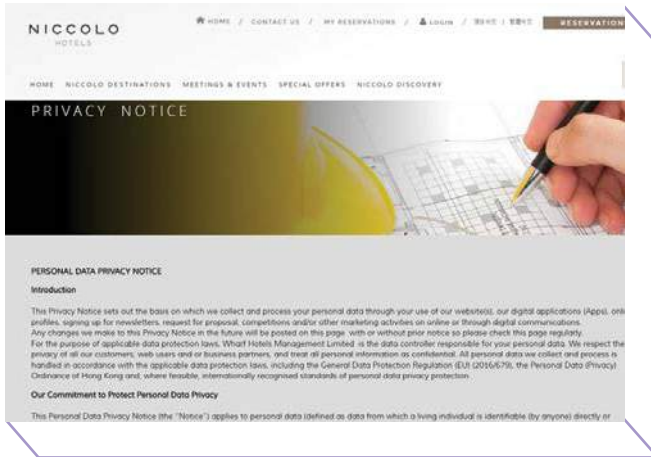 NICCOLO
HOTELS
HOME / CONTACT US / MY RESERVATIONS / LOGIN / 简体中文 | 繁體中文
RESERVATION
HOME NICCOLO DESTINATIONS MEETINGS & EVENTS SPECIAL OFFERS NICCOLO DISCOVERY
PRIVACY NOTICE
PERSONAL DATA PRIVACY NOTICE
Introduction
This Privacy Notice sets out the basis on which we collect and process your personal data through your use of our website(s), our digital applications (Apps), onli
profiles, signing up for newsletters, request for proposal, competitions and/or other marketing activities on online or through digital communications.
Any changes we make to this Privacy Notice in the future will be posted on this page with or without prior notice so please check this page regularly.
For the purpose of applicable data protection laws, Wharf Hotels Management Limited is the data controller responsible for your personal data. We respect the
privacy of all our customers, web users and or business partners, and treat all personal information as confidential. All personal data we collect and process is
handled in accordance with the applicable data protection laws, including the General Data Protection Regulation (EU) (2016/679), the Personal Data (Privacy)
Ordinance of Hong Kong and, where feasible, internationally recognised standards of personal data privacy protection
Our Commitment to Protect Personal Data Privacy
This Personal Data Privacy Notice (the "Notice") applies to personal data (defined as data from which a living individual is identifiable (by anyone) directly or